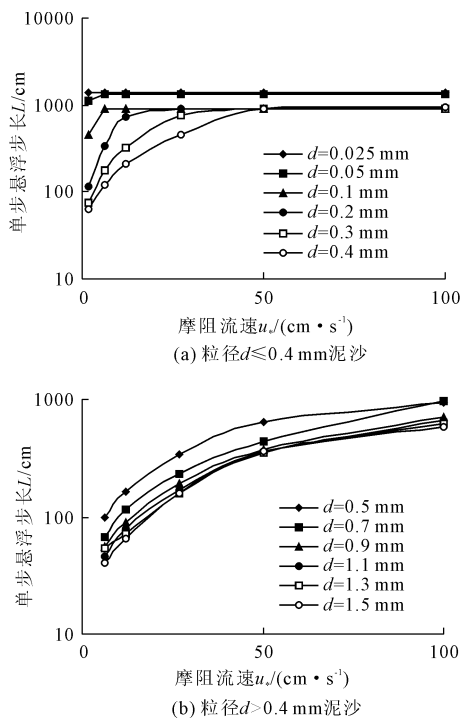 10000
1000
100
10
单步悬浮步长L/cm
d=0.025 mm
d=0.05 mm
d=0.1 mm
d=0.2 mm
d=0.3 mm
d=0.4 mm
0 50 100
摩阻流速u*/(cm·s⁻¹)
(a) 粒径d≤0.4 mm泥沙
1000
100
10
单步悬浮步长L/cm
d=0.5 mm
d=0.7 mm
d=0.9 mm
d=1.1 mm
d=1.3 mm
d=1.5 mm
0 50 100
摩阻流速u*/(cm·s⁻¹)
(b) 粒径d>0.4 mm泥沙